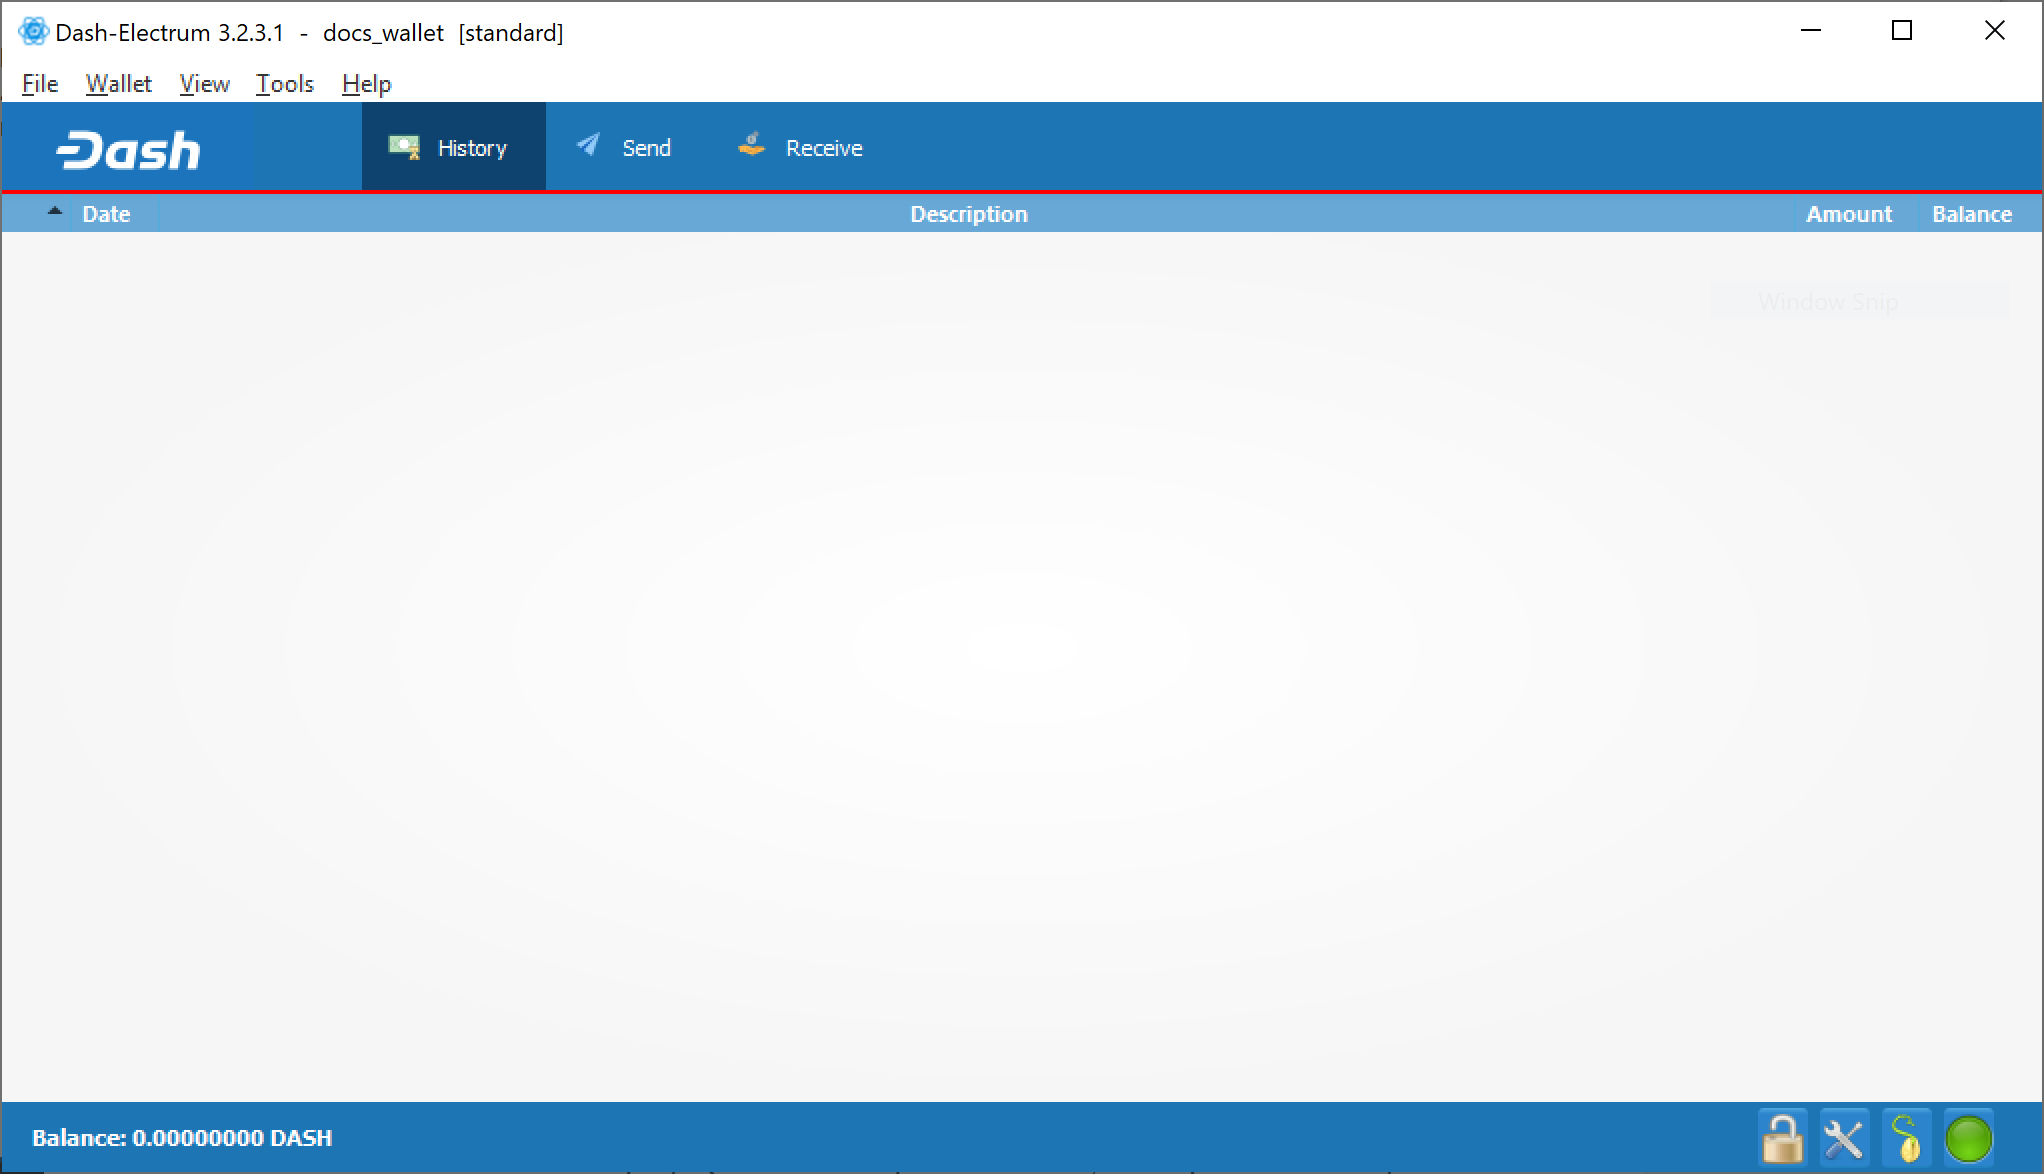 Dash-Electrum 3.2.3.1 - docs_wallet [standard]
File Wallet View Tools Help
Dash History Send Receive
Date Description Amount Balance
Window Snip
Balance: 0.00000000 DASH